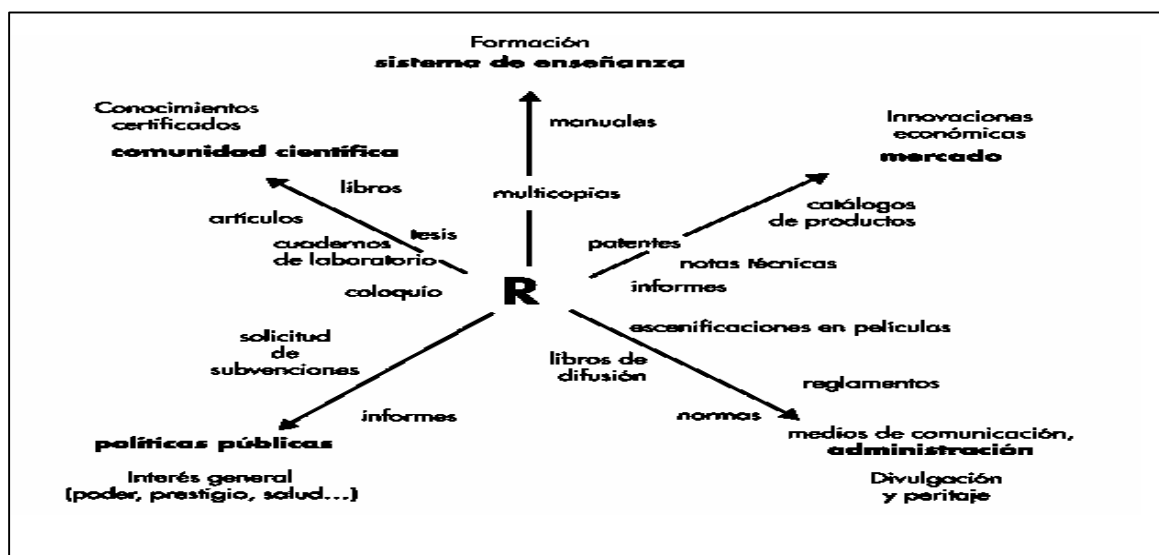 Formación
sistema de enseñanza
manuales
multicopias
Conocimientos
certificados
comunidad científica
libros
artículos
tesis
cuadernos
de laboratorio
coloquio
Innovaciones
económicas
mercado
catálogos
de productos
patentes
notas técnicas
informes
R
solicitud
de
subvenciones
informes
políticas públicas
Interés general
(poder, prestigio, salud...)
escenificaciones en películas
libros de
difusión
reglamentos
normas
medios de comunicación,
administración
Divulgación
y peritaje